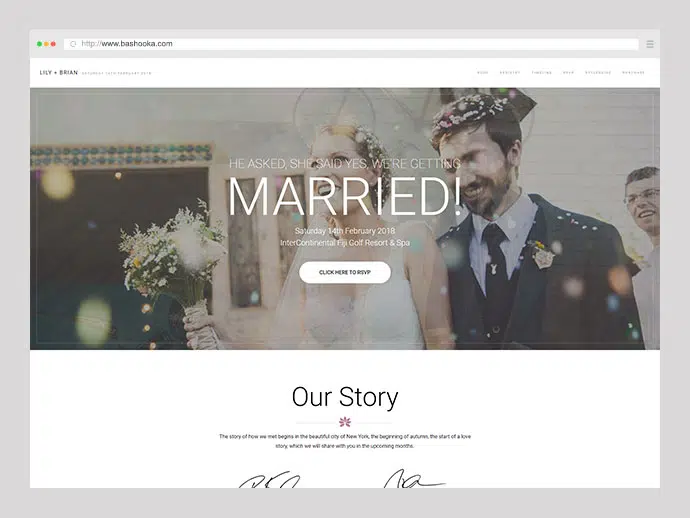 http://www.bashooka.com
LILY + BRIAN SATURDAY 14TH FEBRUARY 2018
REGISTRY TIMELINE RSVP
HE ASKED, SHE SAID YES, WE'RE GETTING
MARRIED!
Saturday 14th February 2018
InterContinental Fiji Golf Resort & Spa
CLICK HERE TO RSVP
Our Story
The story of how we met begins in the beautiful city of New York, the beginning of autumn, the start of a love
story, which we will share with you in the upcoming months.